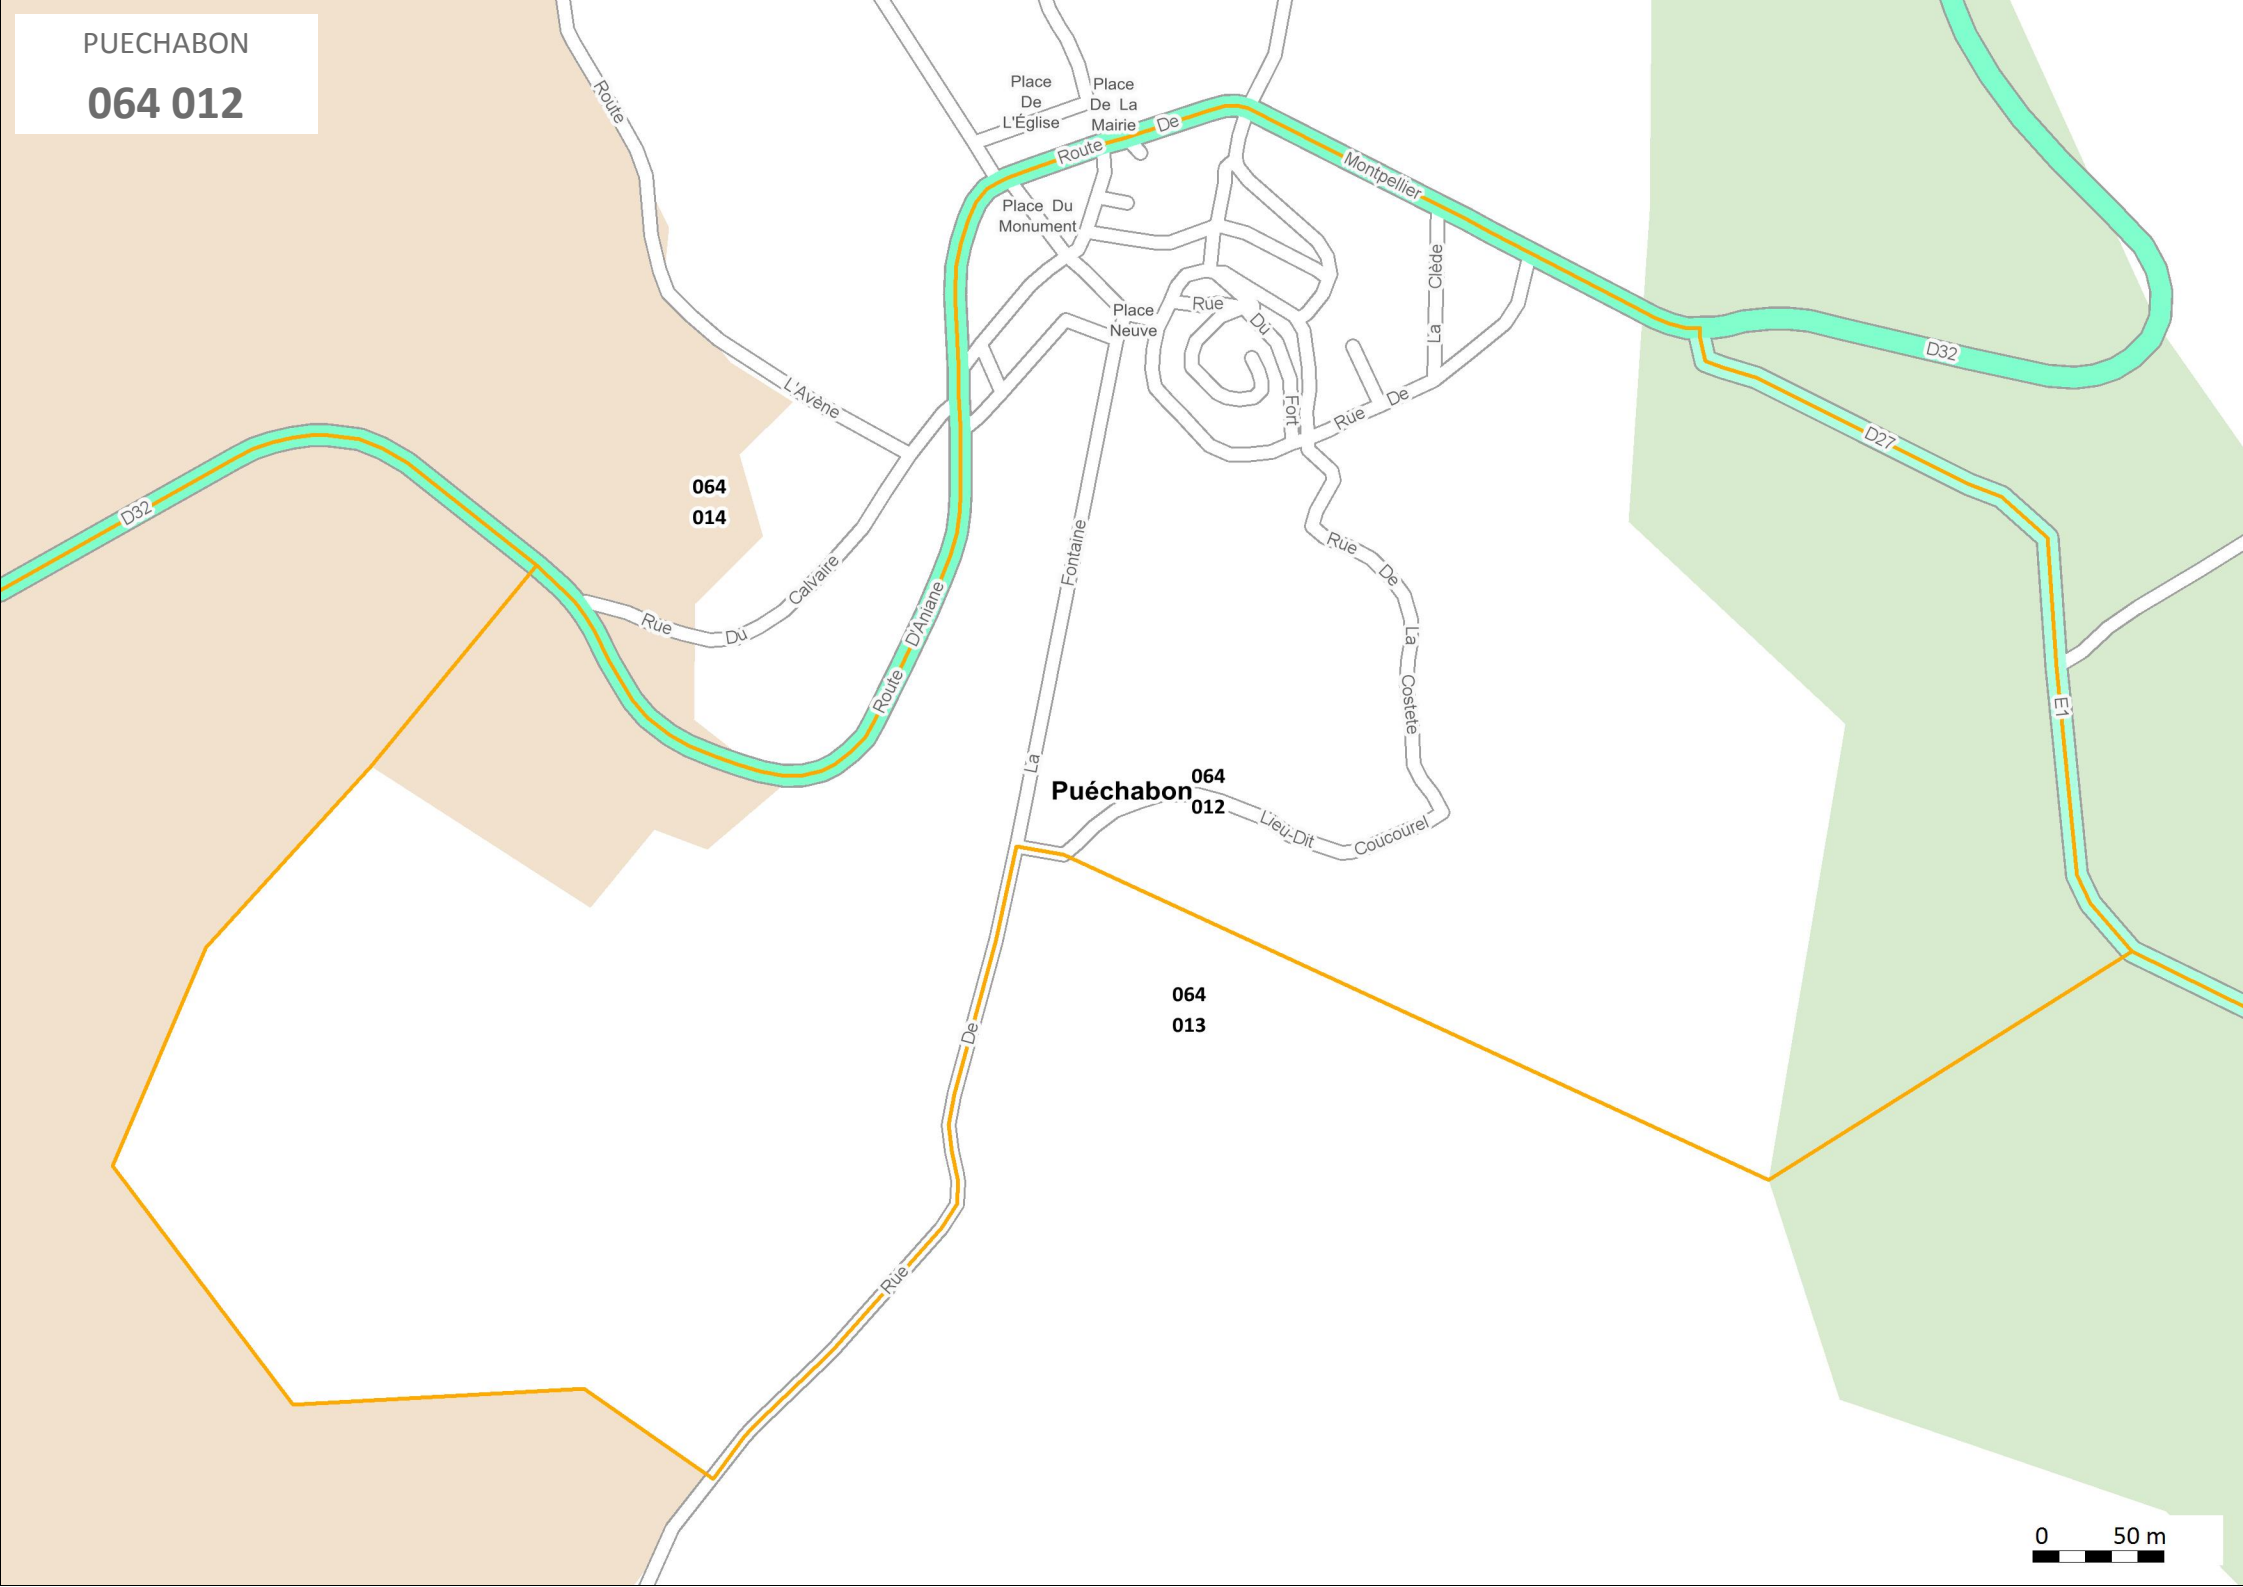 PUECHABON
064 012
Place
De
L'Église
Place
De La
Mairie
Route
Route
De
Montpellier
Place Du
Monument
La Clède
Place
Neuve
Rue
Du
Fort
D32
L'Avène
Rue De
D27
064
014
D32
Fontaine
Rue
De
La
Costete
Rue
Du
Calvaire
Route D'Aniane
E1
La
Puéchabon
064
012
Lieu-Dit
Coucourel
064
013
De
Rue
0 50 m